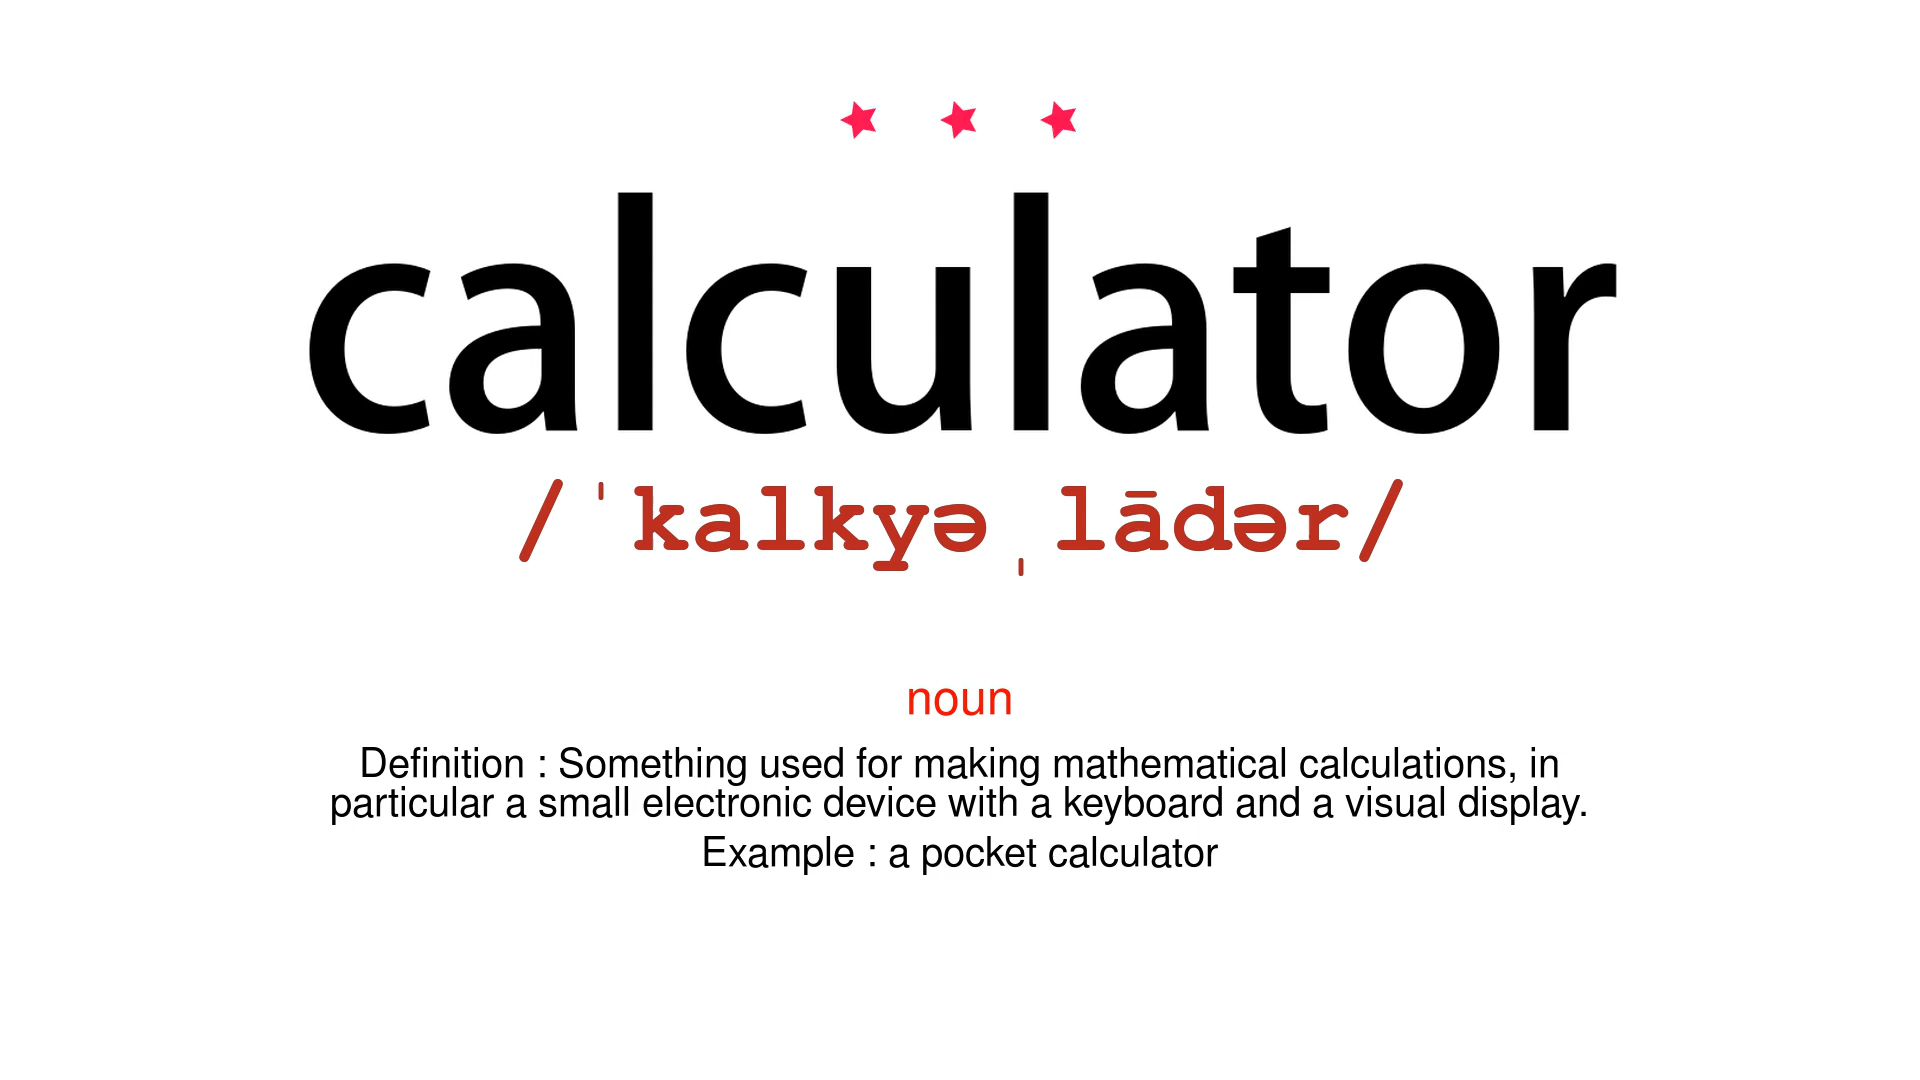 calculator
/ˈkalkyəˌlādər/
noun
Definition : Something used for making mathematical calculations, in
particular a small electronic device with a keyboard and a visual display.
Example : a pocket calculator